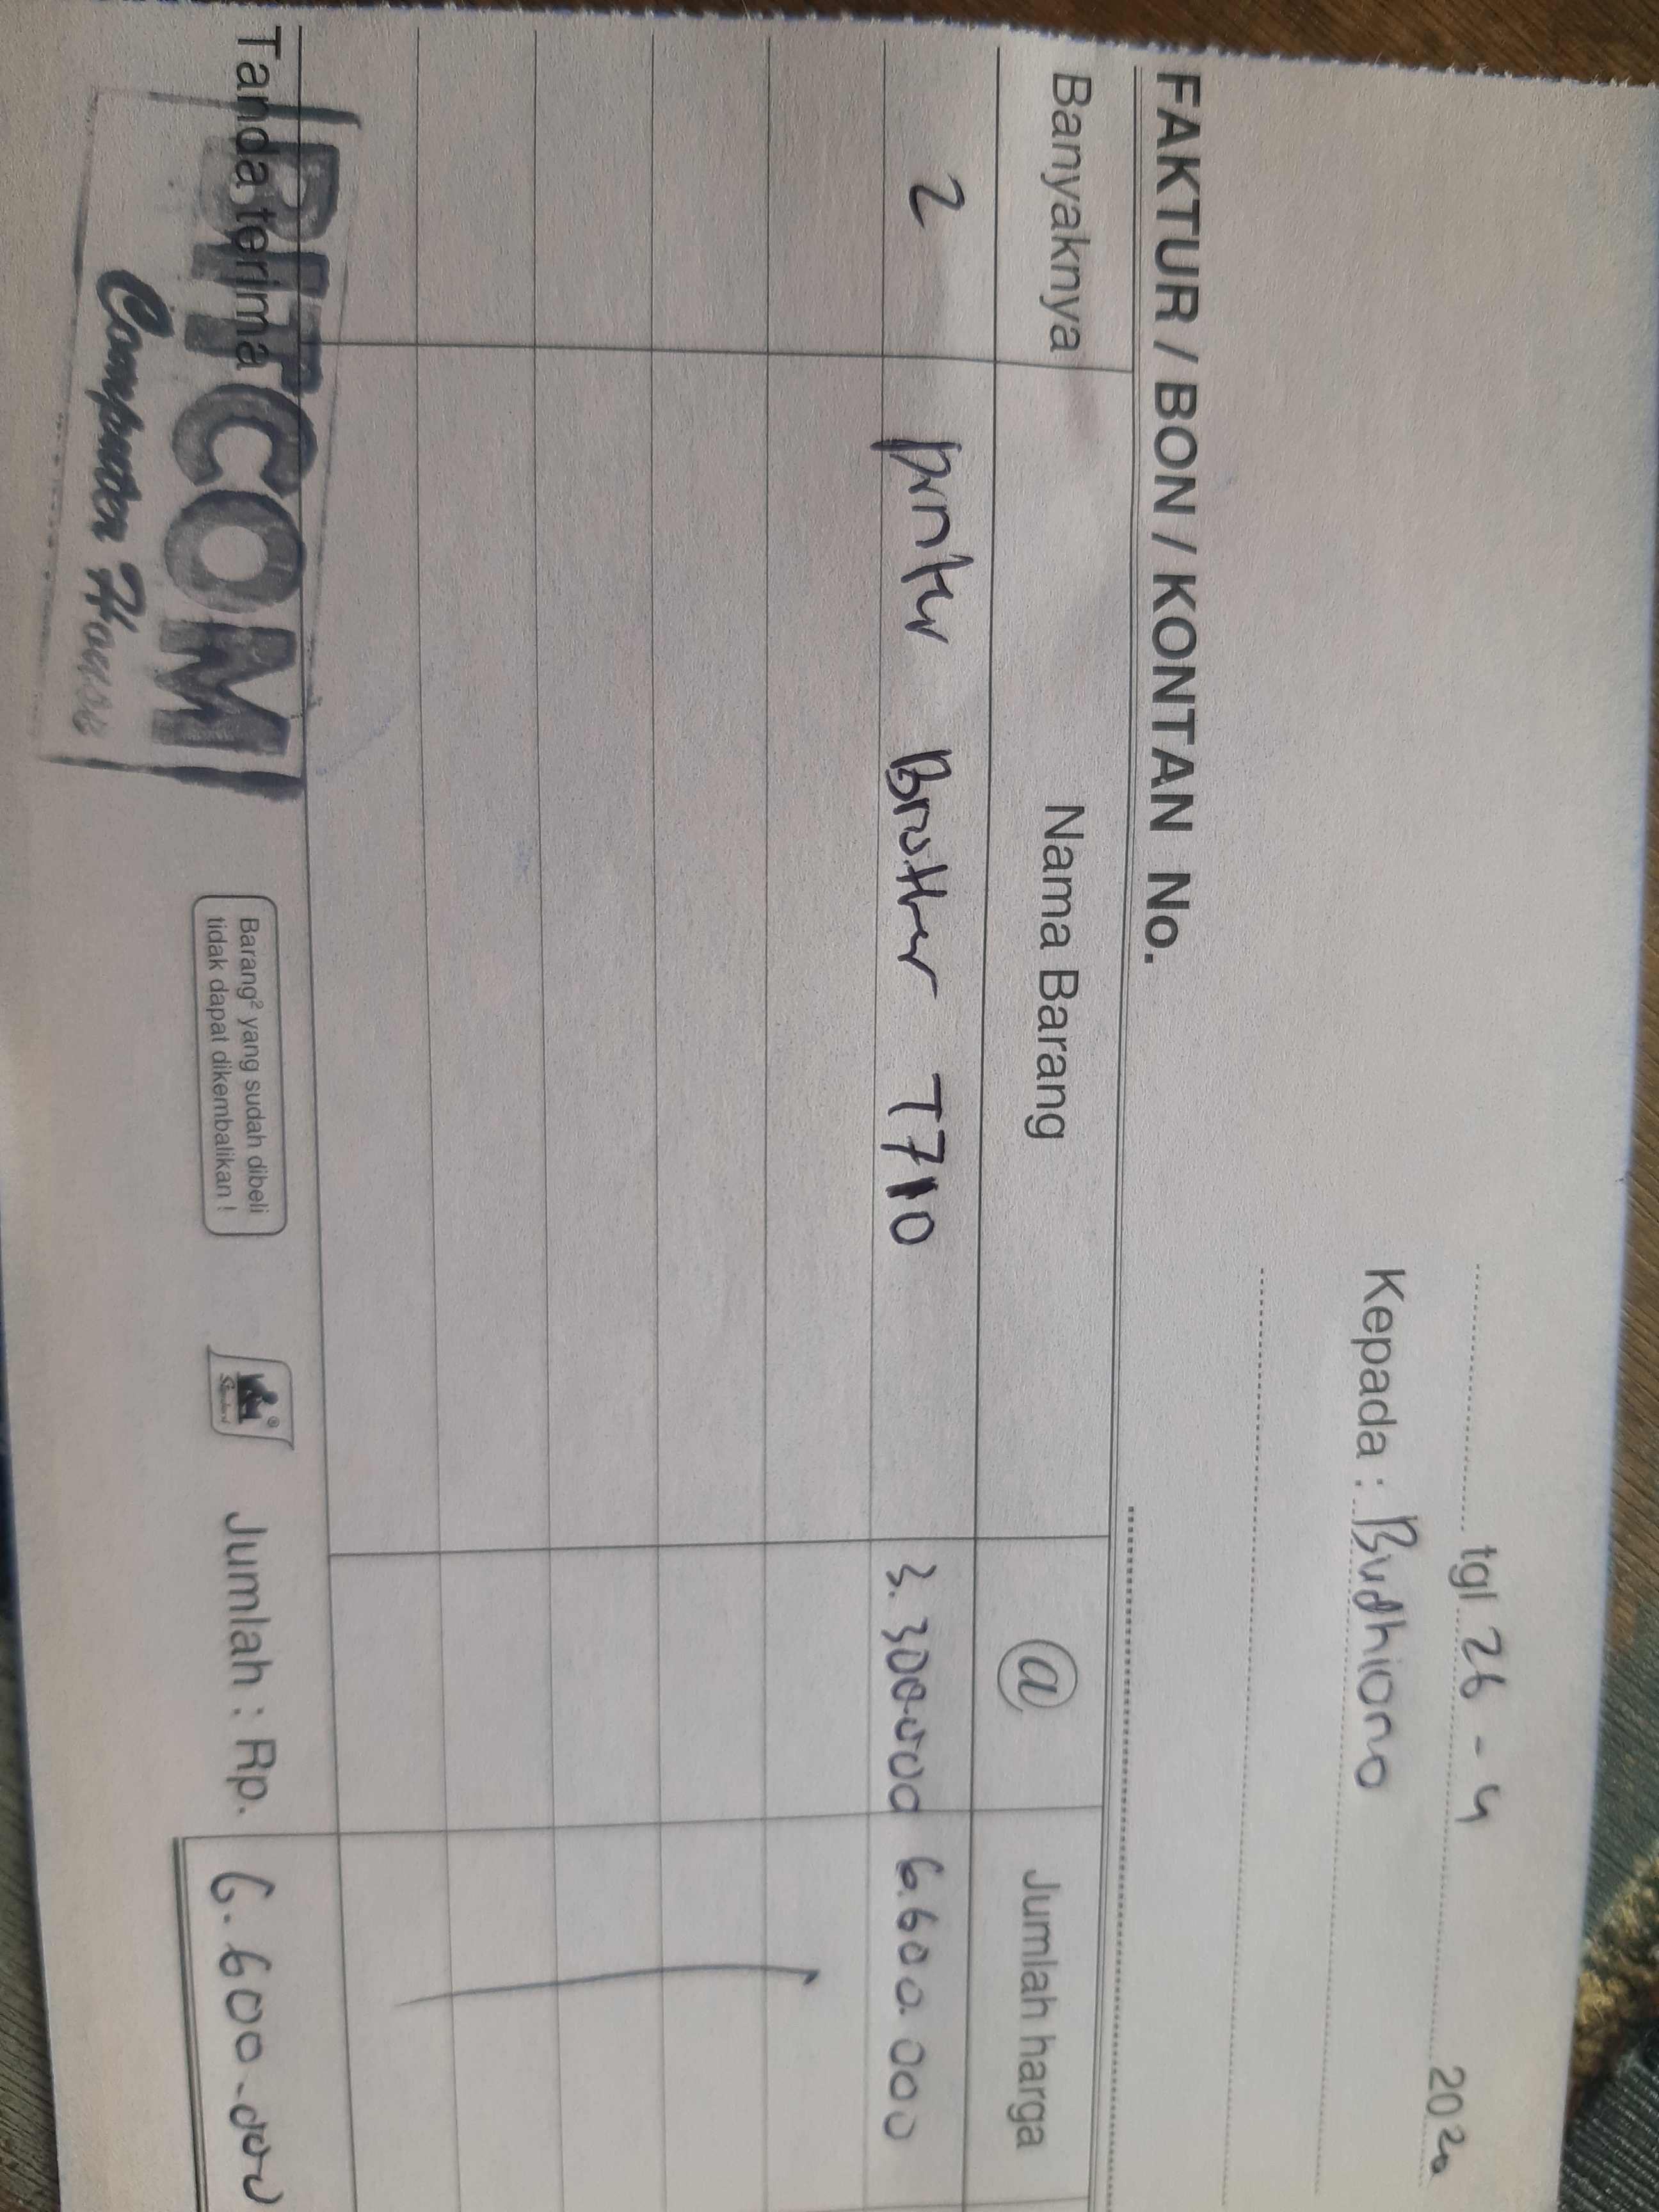 tgl 26 - 4 2020
Kepada : Budhiono
FAKTUR / BON / KONTAN No.
Banyaknya Nama Barang @ Jumlah harga
2 printer Brother T710 3.300.000 6.600.000
Tanda terima
BITCOM
Computer House
Barang² yang sudah dibeli
tidak dapat dikembalikan !
Standard
Jumlah : Rp. 6.600.000